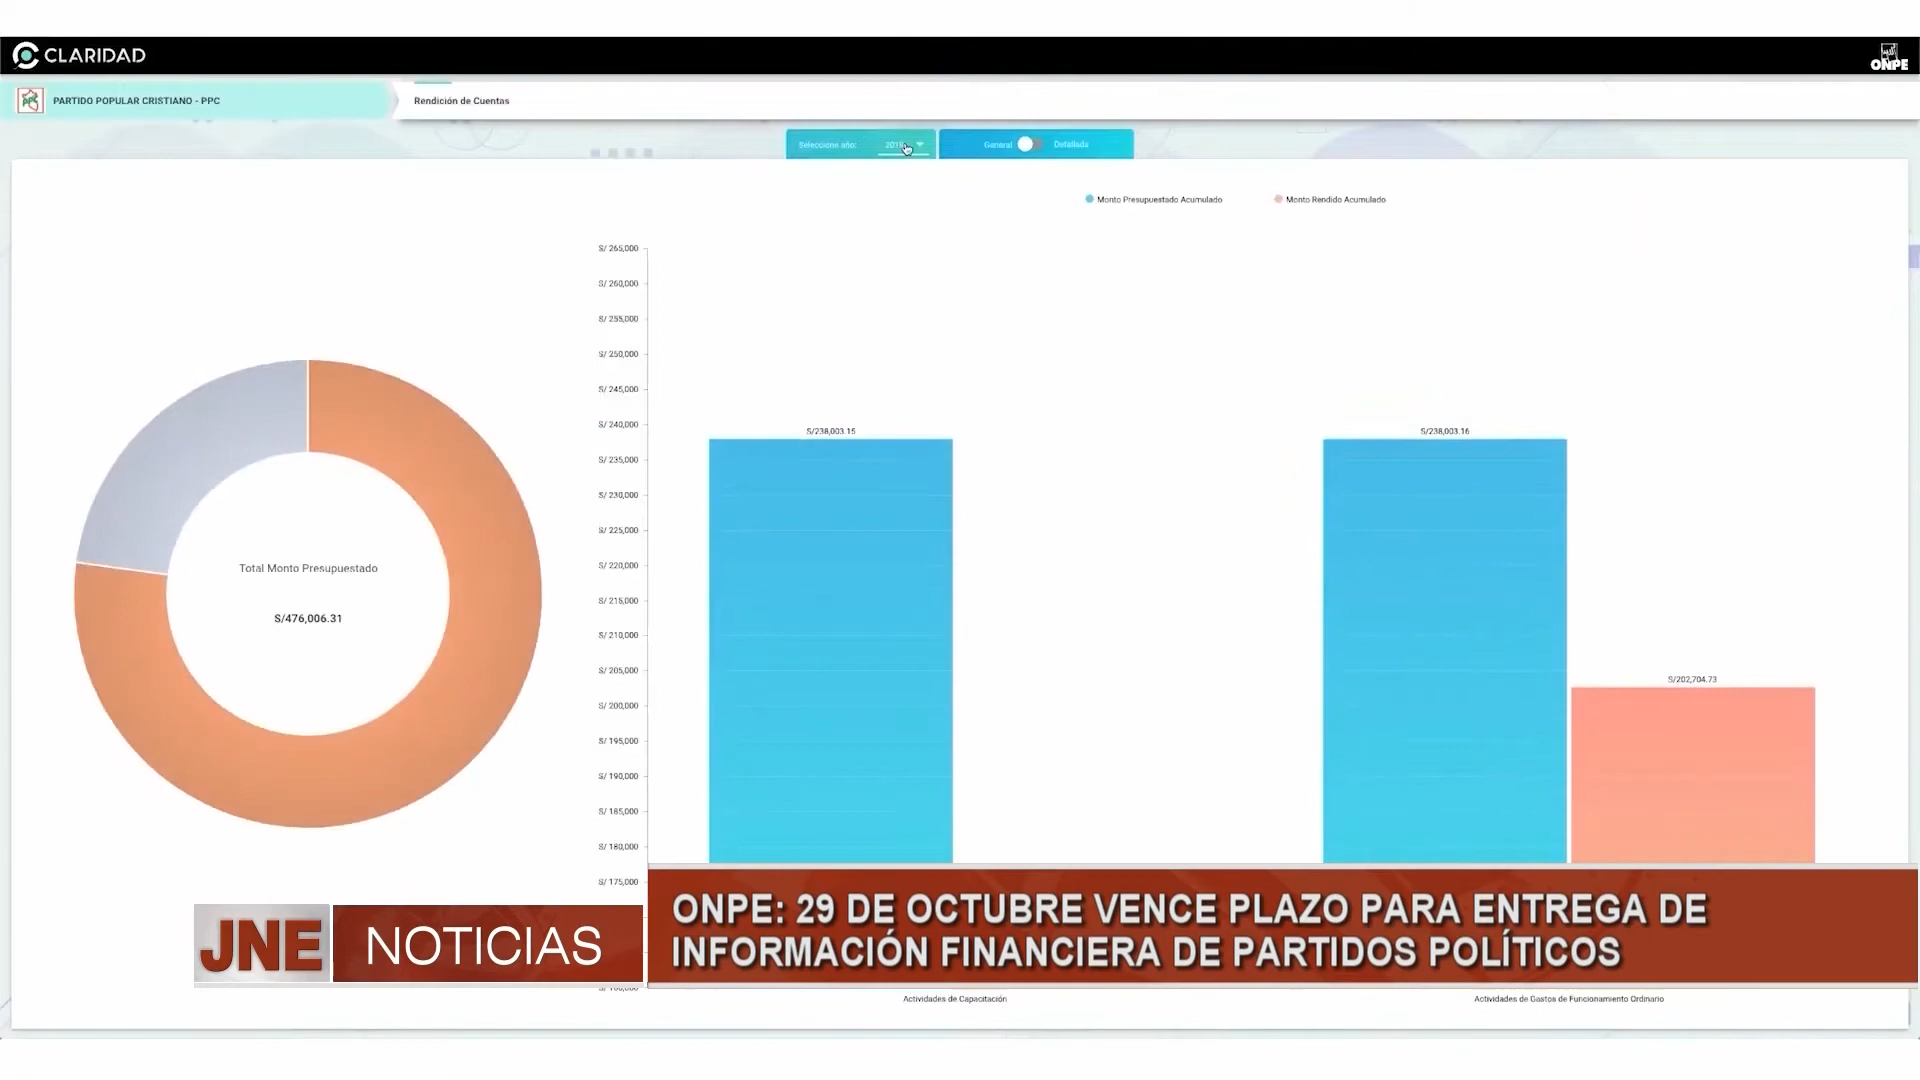 CLARIDAD
ONPE
PPC
PARTIDO POPULAR CRISTIANO - PPC
Rendición de Cuentas
Seleccione año:
General
Detallada
Monto Presupuestado Acumulado
Monto Rendido Acumulado
S/ 265,000
S/ 260,000
S/ 255,000
S/ 250,000
S/ 245,000
S/ 240,000
S/ 235,000
S/ 230,000
S/ 225,000
S/ 220,000
S/ 215,000
S/ 210,000
S/ 205,000
S/ 200,000
S/ 195,000
S/ 190,000
S/ 185,000
S/ 180,000
S/ 175,000
S/238,003.15
S/238,003.16
S/202,704.73
Total Monto Presupuestado
S/476,006.31
JNE NOTICIAS
ONPE: 29 DE OCTUBRE VENCE PLAZO PARA ENTREGA DE
INFORMACIÓN FINANCIERA DE PARTIDOS POLÍTICOS
Actividades de Capacitación
Actividades de Gastos de Funcionamiento Ordinario